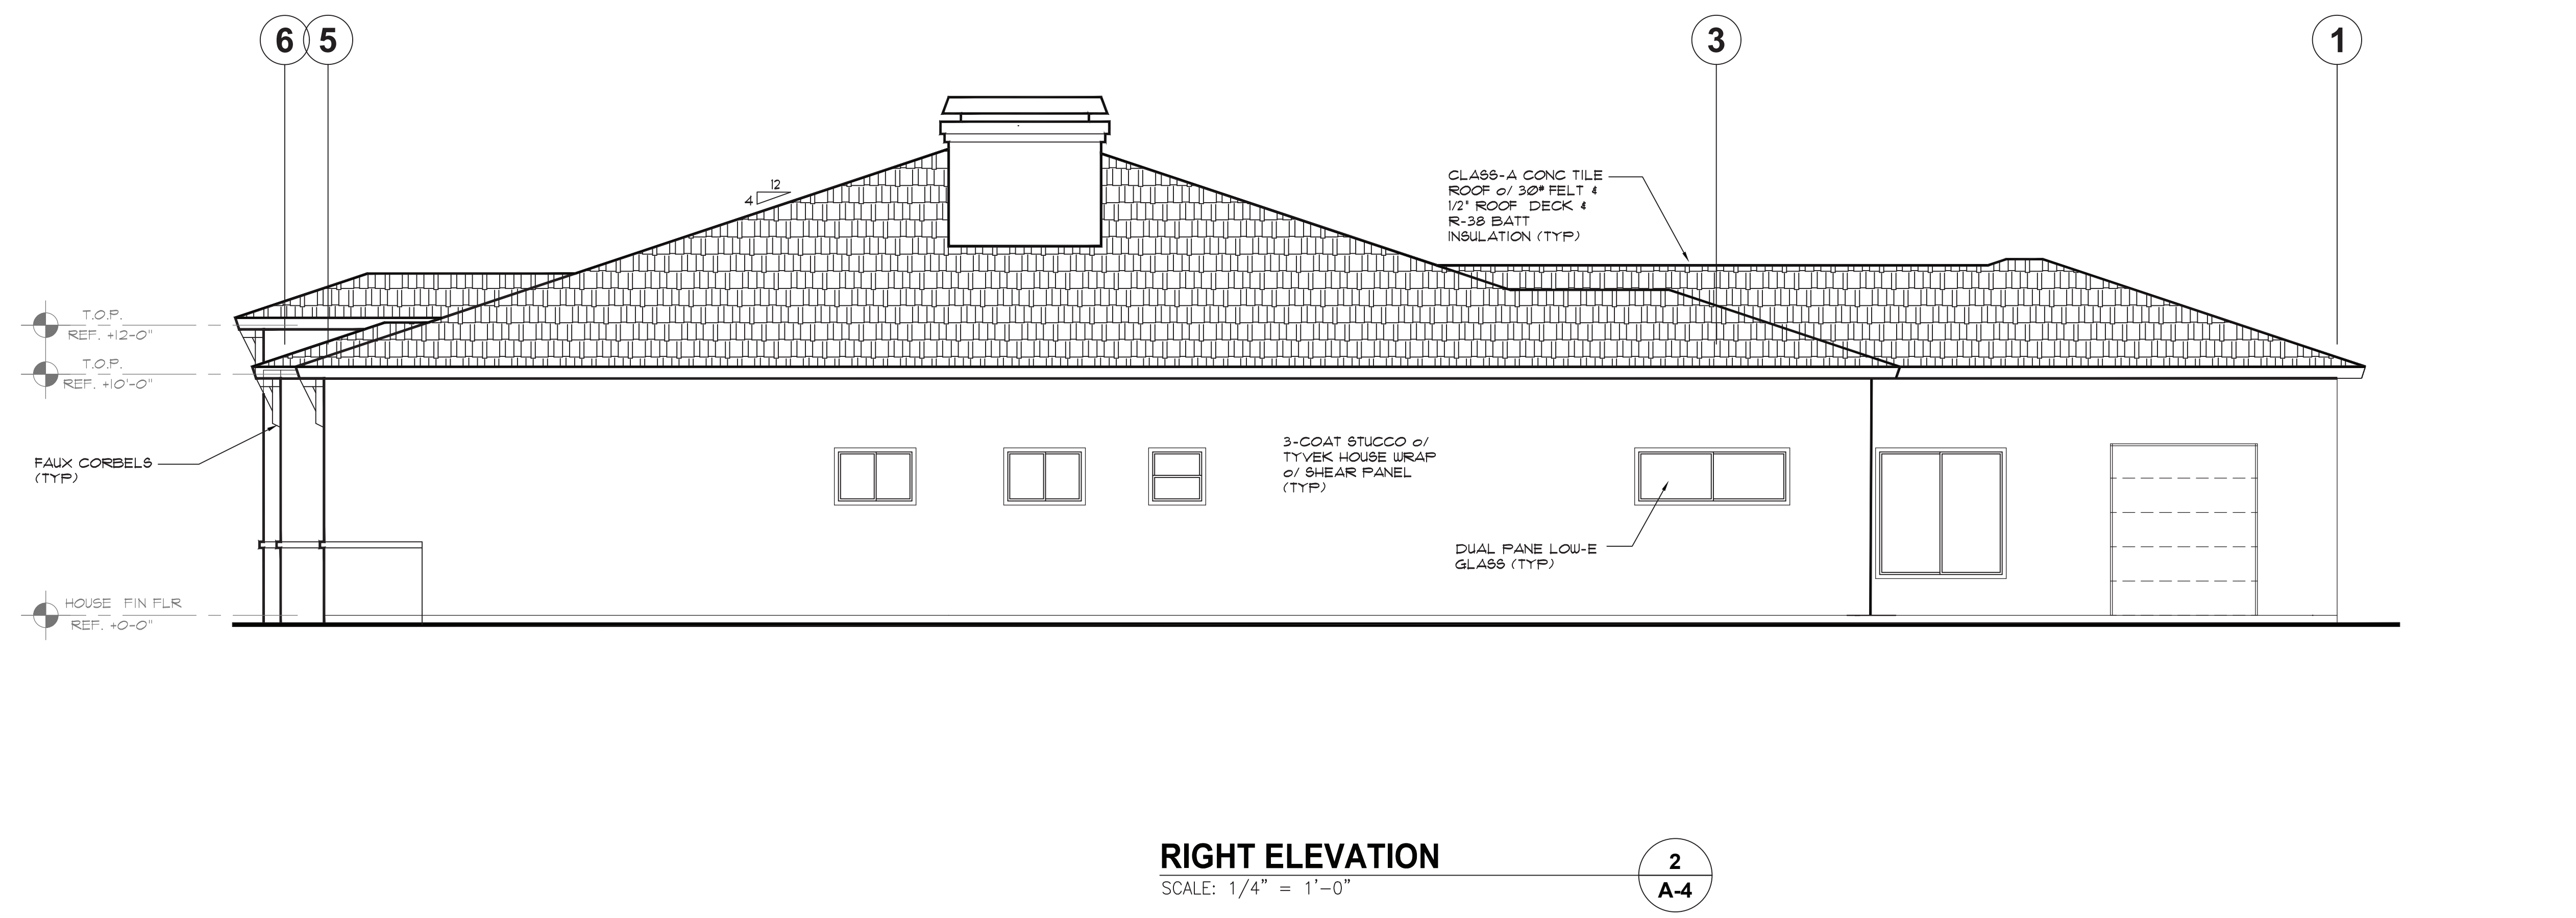 6 5 3 1
12
4
CLASS-A CONC TILE
ROOF o/ 30# FELT &
1/2" ROOF DECK &
R-38 BATT
INSULATION (TYP)
T.O.P.
REF. +12-0"
T.O.P.
REF. +10'-0"
FAUX CORBELS
(TYP)
3-COAT STUCCO o/
TYVEK HOUSE WRAP
o/ SHEAR PANEL
(TYP)
DUAL PANE LOW-E
GLASS (TYP)
HOUSE FIN FLR
REF. +0-0"
RIGHT ELEVATION
SCALE: 1/4" = 1'-0"
2
A-4